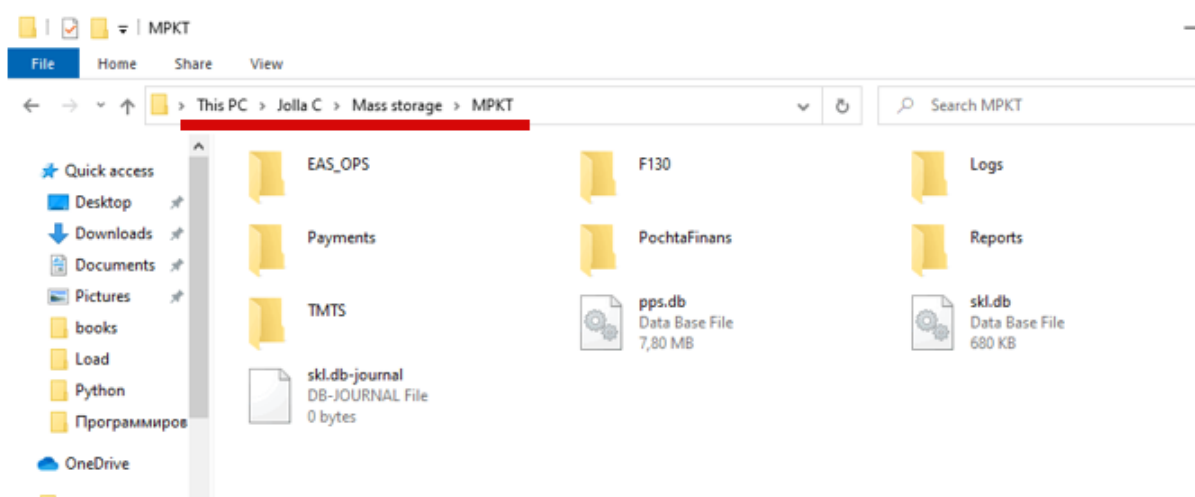 MPKT
File Home Share View
This PC > Jolla C > Mass storage > MPKT
Search MPKT
Quick access
Desktop
Downloads
Documents
Pictures
books
Load
Python
Программиров
OneDrive
EAS_OPS
F130
Logs
Payments
PochtaFinans
Reports
TMTS
pps.db
Data Base File
7,80 MB
skl.db
Data Base File
680 KB
skl.db-journal
DB-JOURNAL File
0 bytes